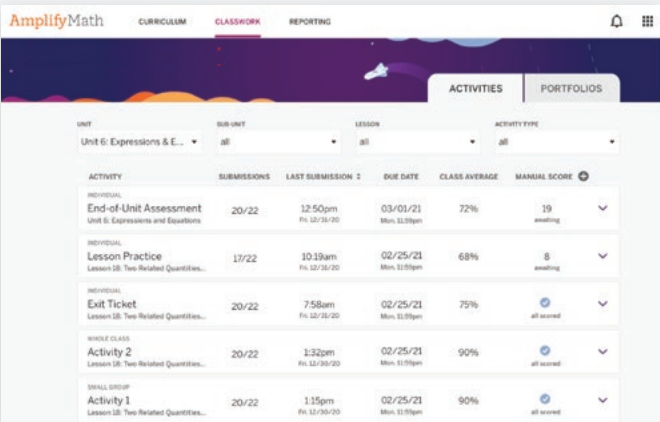 AmplifyMath CURRICULUM CLASSWORK REPORTING
ACTIVITIES PORTFOLIOS
UNIT SUB-UNIT LESSON ACTIVITY TYPE
Unit 6: Expressions & E... all all all
ACTIVITY SUBMISSIONS LAST SUBMISSION DUE DATE CLASS AVERAGE MANUAL SCORE
INDIVIDUAL
End-of-Unit Assessment 20/22 12:50pm 03/01/21 72% 19
Unit 6: Expressions and Equations Fri. 12/31/20 Mon. 11:59pm awaiting
INDIVIDUAL
Lesson Practice 17/22 10:19am 02/25/21 68% 8
Lesson 18: Two Related Quantities... Fri. 12/31/20 Mon. 11:59pm awaiting
INDIVIDUAL
Exit Ticket 20/22 7:58am 02/25/21 75%
Lesson 18: Two Related Quantities... Fri. 12/31/20 Mon. 11:59pm all scored
WHOLE CLASS
Activity 2 20/22 1:32pm 02/25/21 90%
Lesson 18: Two Related Quantities... Fri. 12/30/20 Mon. 11:59pm all scored
SMALL GROUP
Activity 1 20/22 1:15pm 02/25/21 90%
Lesson 18: Two Related Quantities... Fri. 12/30/20 Mon. 11:59pm all scored